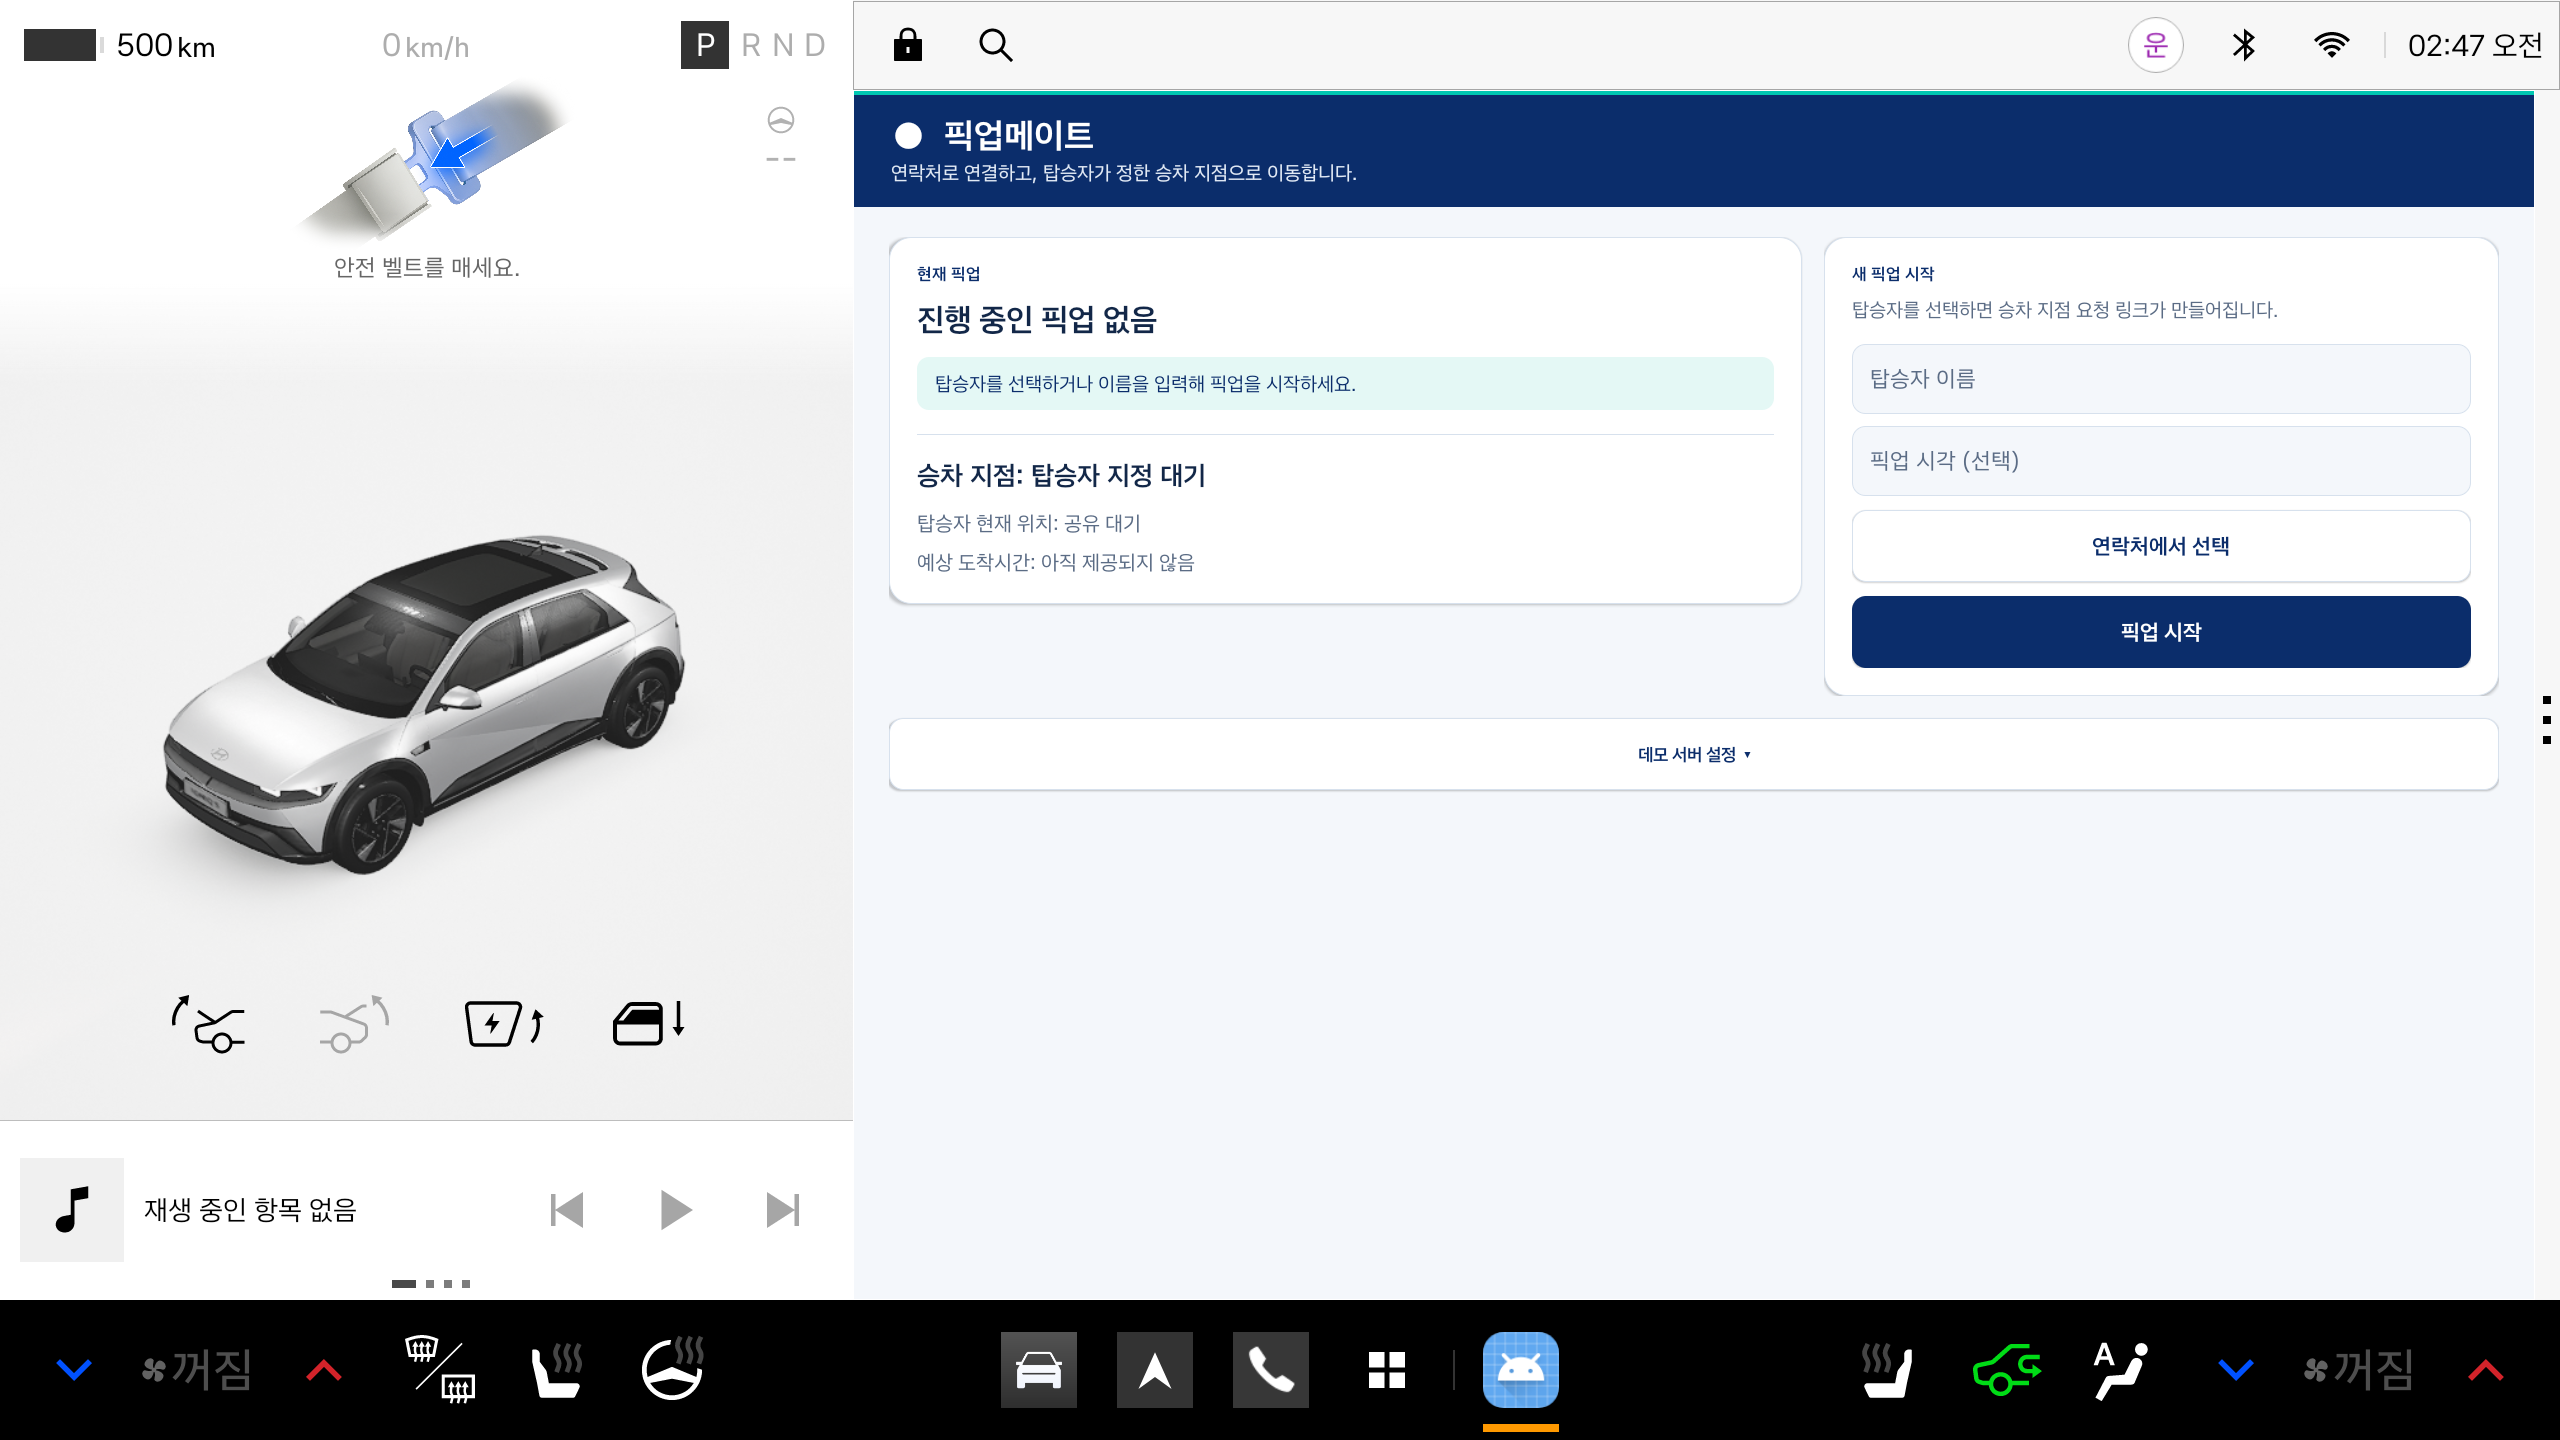 500 km
0 km/h
P R N D
안전 벨트를 매세요.
재생 중인 항목 없음
운
02:47 오전
픽업메이트
연락처로 연결하고, 탑승자가 정한 승차 지점으로 이동합니다.
현재 픽업
진행 중인 픽업 없음
탑승자를 선택하거나 이름을 입력해 픽업을 시작하세요.
승차 지점: 탑승자 지정 대기
탑승자 현재 위치: 공유 대기
예상 도착시간: 아직 제공되지 않음
새 픽업 시작
탑승자를 선택하면 승차 지점 요청 링크가 만들어집니다.
탑승자 이름
픽업 시각 (선택)
연락처에서 선택
픽업 시작
데모 서버 설정 ▾
꺼짐
A
꺼짐